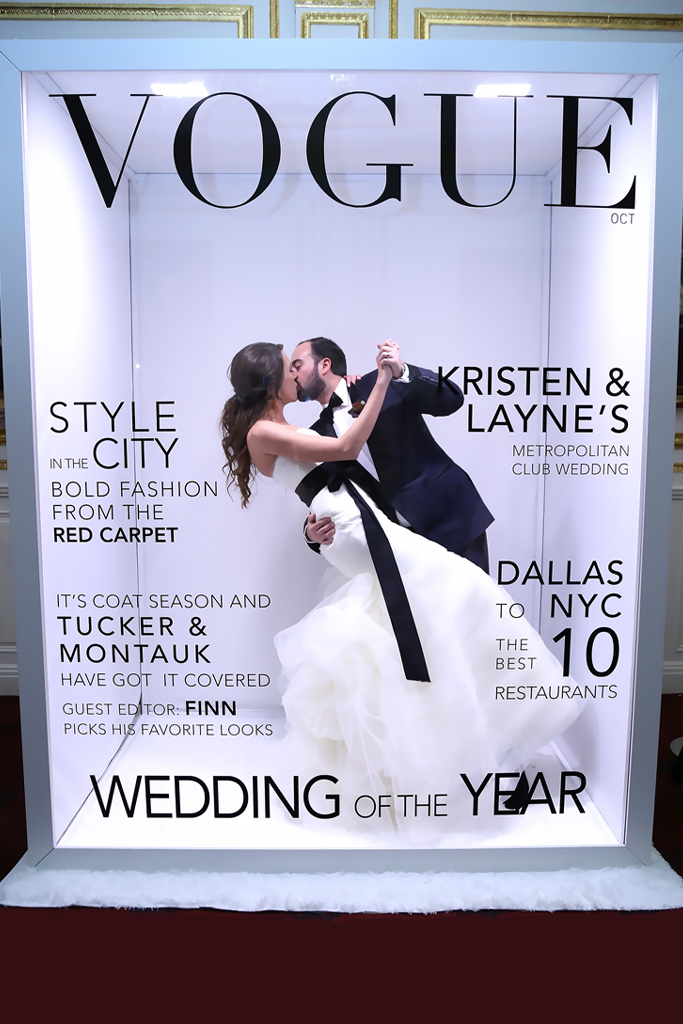 VOGUE
OCT
STYLE
IN THE CITY
BOLD FASHION
FROM THE
RED CARPET
KRISTEN &
LAYNE'S
METROPOLITAN
CLUB WEDDING
IT'S COAT SEASON AND
TUCKER &
MONTAUK
HAVE GOT IT COVERED
GUEST EDITOR: FINN
PICKS HIS FAVORITE LOOKS
DALLAS
TO NYC
THE
BEST 10
RESTAURANTS
WEDDING OF THE YEAR